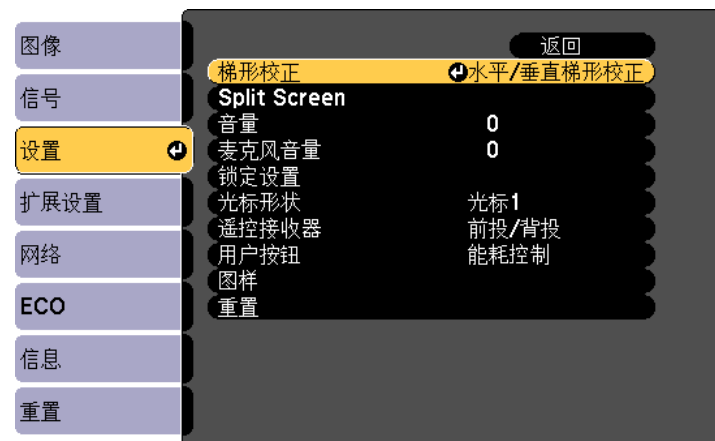 图像
信号
设置
扩展设置
网络
ECO
信息
重置
返回
梯形校正 水平/垂直梯形校正
Split Screen
音量 0
麦克风音量 0
锁定设置
光标形状 光标1
遥控接收器 前投/背投
用户按钮 能耗控制
图样
重置